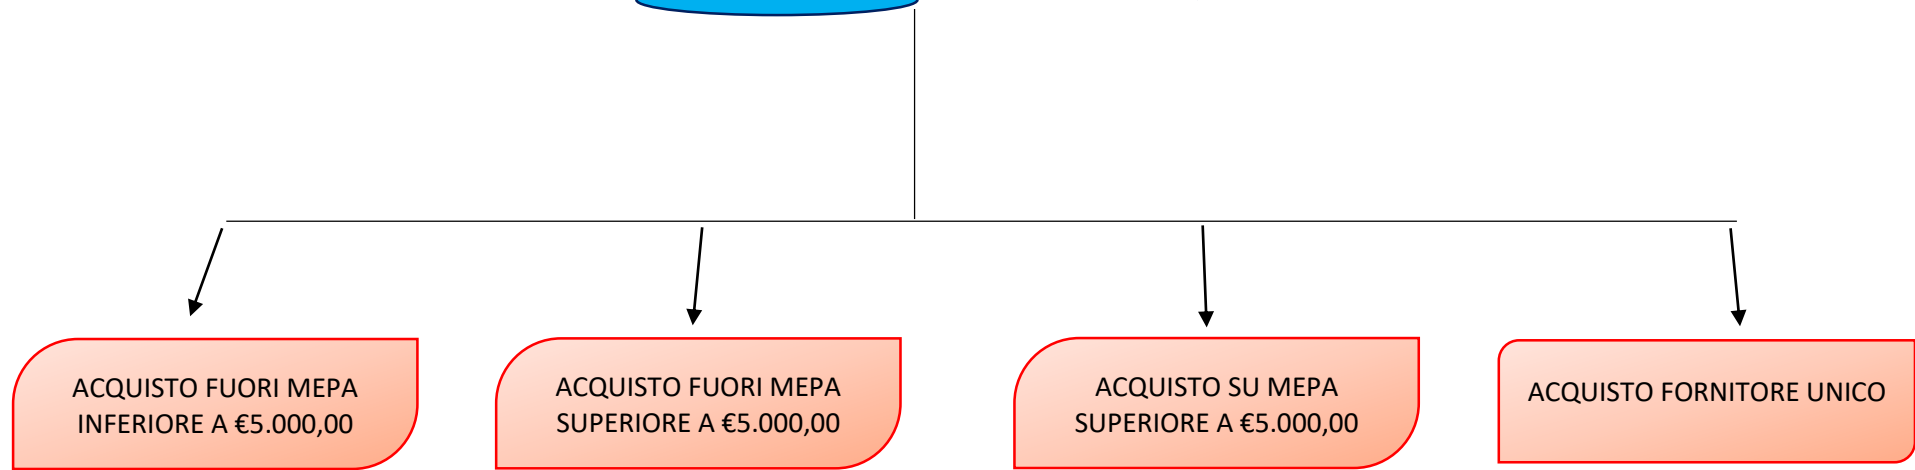 ACQUISTO FUORI MEPA
INFERIORE A €5.000,00
ACQUISTO FUORI MEPA
SUPERIORE A €5.000,00
ACQUISTO SU MEPA
SUPERIORE A €5.000,00
ACQUISTO FORNITORE UNICO